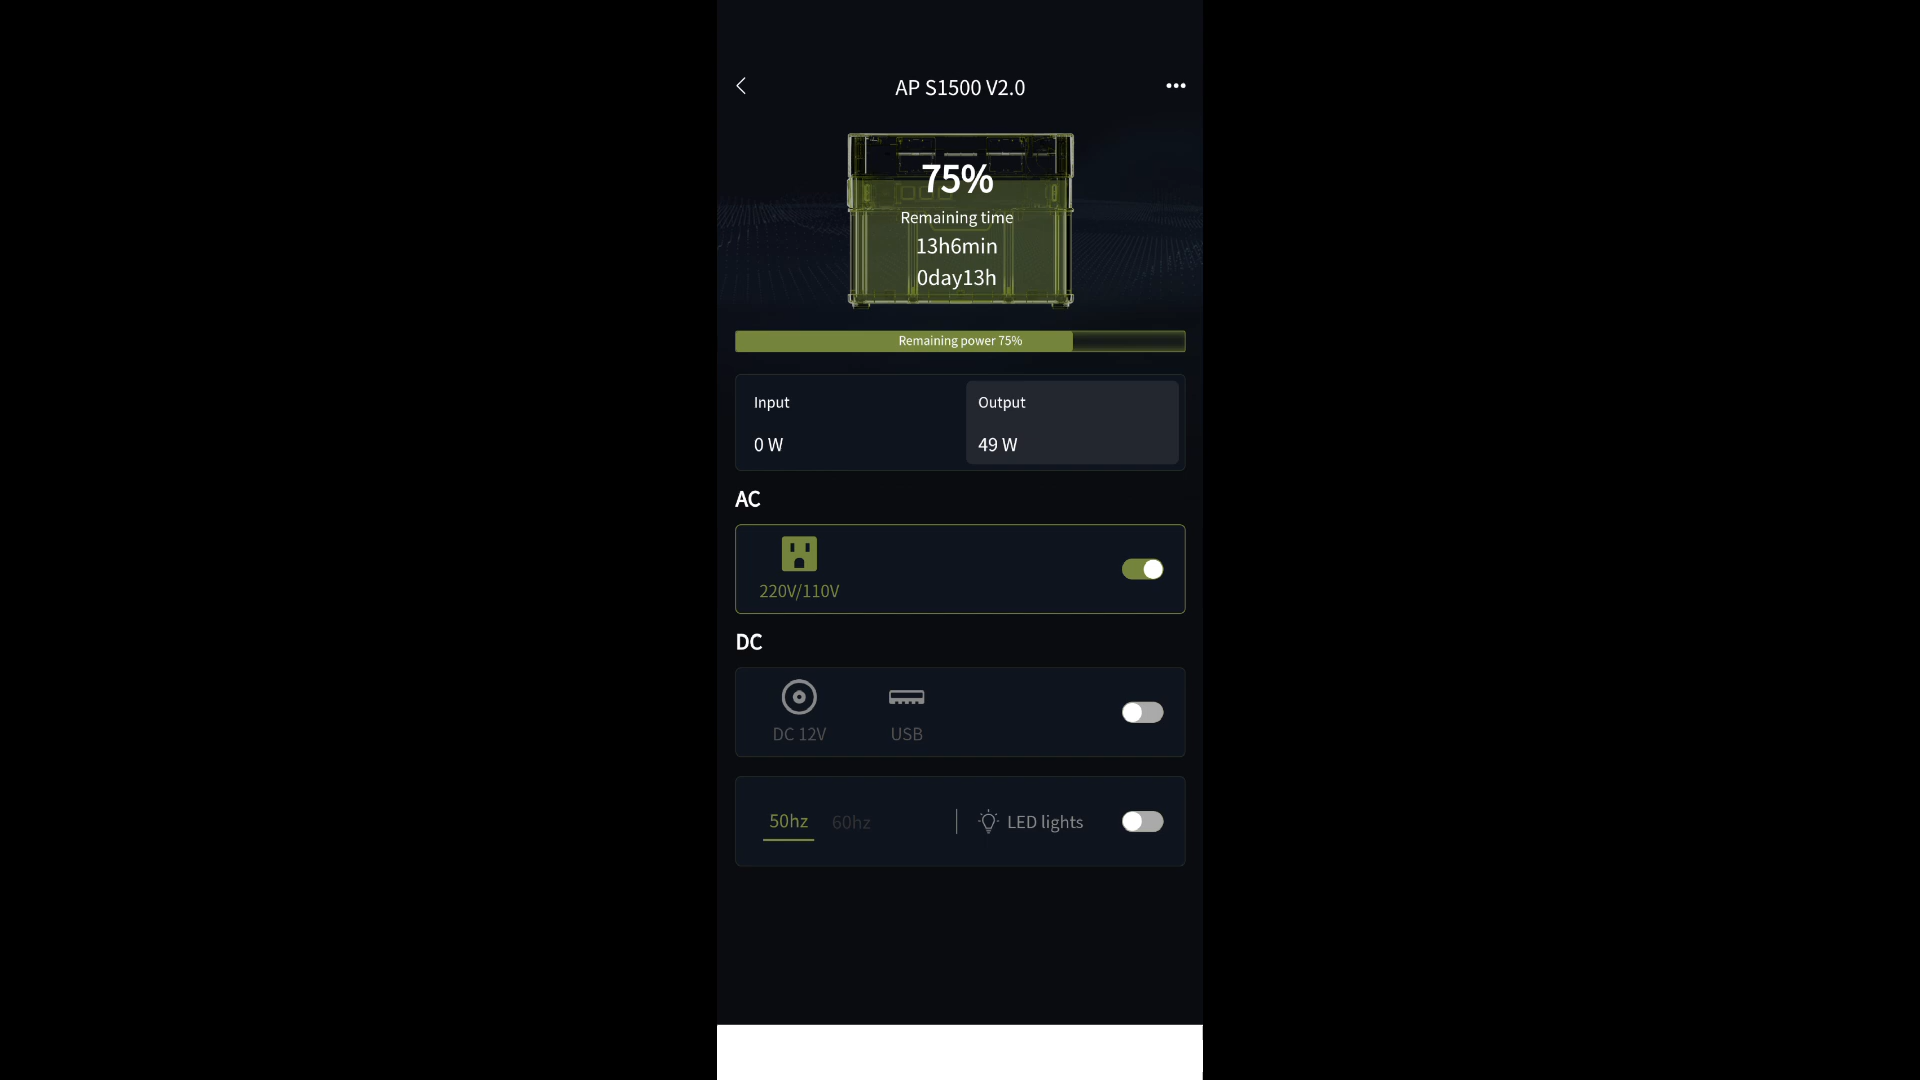 AP S1500 V2.0
75%
Remaining time
13h6min
0day13h
Remaining power 75%
Input
Output
0 W
49 W
AC
220V/110V
DC
DC 12V
USB
50hz
60hz
LED lights